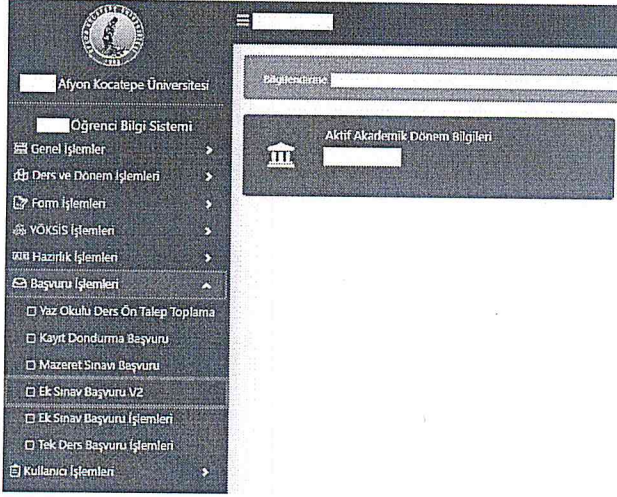 Afyon Kocatepe Üniversitesi
Öğrenci Bilgi Sistemi
Genel İşlemler
Ders ve Dönem İşlemleri
Form İşlemleri
YÖKSİS İşlemleri
Hazırlık İşlemleri
Başvuru İşlemleri
Yaz Okulu Ders Ön Talep Toplama
Kayıt Dondurma Başvuru
Mazeret Sınavı Başvuru
Ek Sınav Başvuru V2
Ek Sınav Başvuru İşlemleri
Tek Ders Başvuru İşlemleri
Kullanıcı İşlemleri
Bilgilendirme
Aktif Akademik Dönem Bilgileri